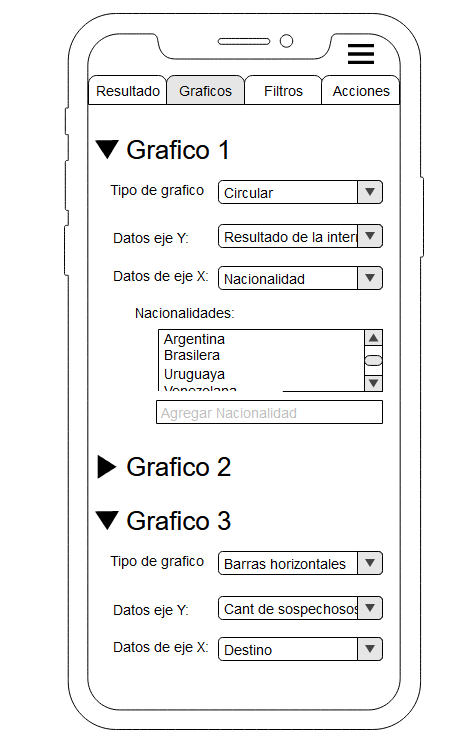 Resultado Graficos Filtros Acciones
Grafico 1
Tipo de grafico Circular
Datos eje Y: Resultado de la inter
Datos de eje X: Nacionalidad
Nacionalidades:
Argentina
Brasilera
Uruguaya
Venezolana
Agregar Nacionalidad
Grafico 2
Grafico 3
Tipo de grafico Barras horizontales
Datos eje Y: Cant de sospechosos
Datos de eje X: Destino